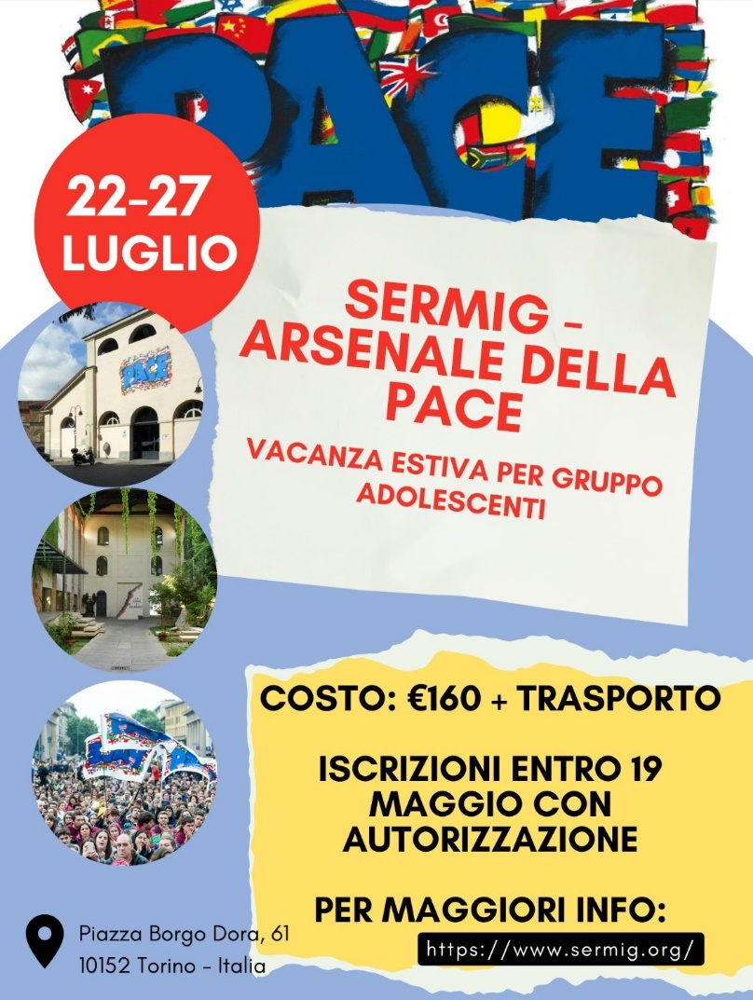 PACE
22-27
LUGLIO
SERMIG -
ARSENALE DELLA
PACE
VACANZA ESTIVA PER GRUPPO
ADOLESCENTI
PACE
COSTO: €160 + TRASPORTO
ISCRIZIONI ENTRO 19
MAGGIO CON
AUTORIZZAZIONE
PER MAGGIORI INFO:
https://www.sermig.org/
Piazza Borgo Dora, 61
10152 Torino - Italia